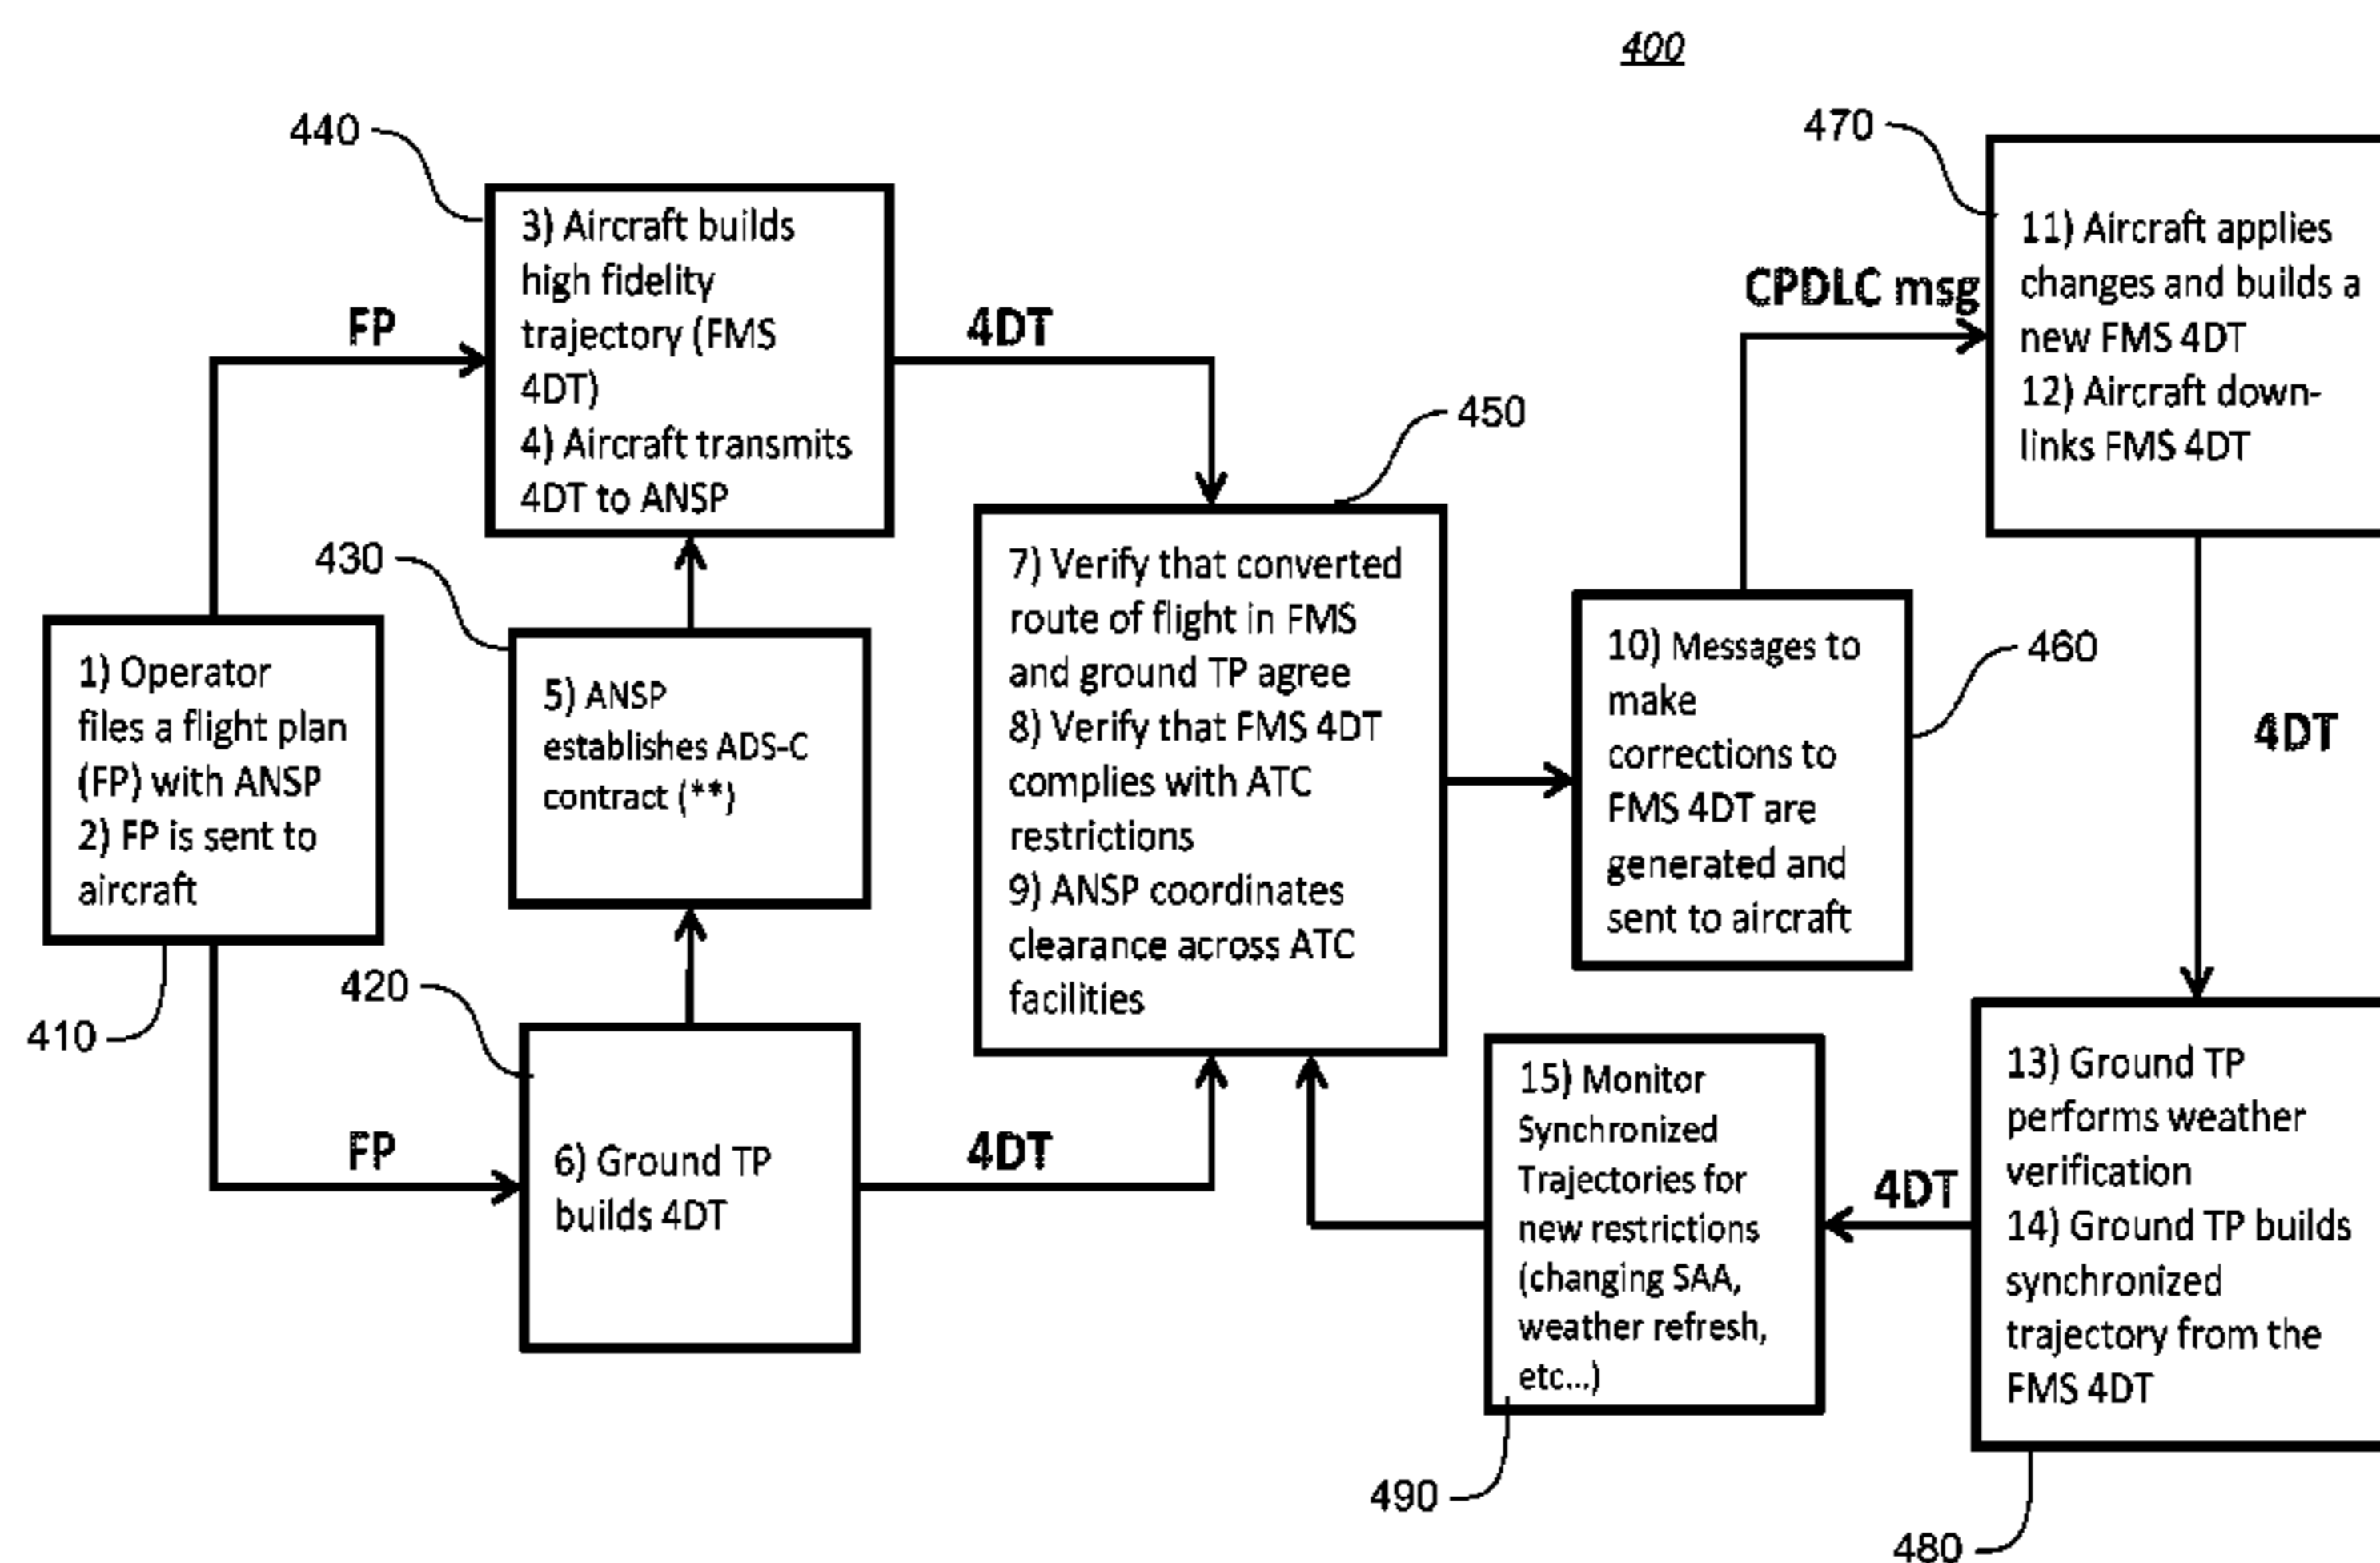 400
440
3) Aircraft builds
high fidelity
trajectory (FMS
4DT)
4) Aircraft transmits
4DT to ANSP
FP
4DT
430
5) ANSP
establishes ADS-C
contract (**)
1) Operator
files a flight plan
(FP) with ANSP
2) FP is sent to
aircraft
410
420
FP
6) Ground TP
builds 4DT
4DT
450
7) Verify that converted
route of flight in FMS
and ground TP agree
8) Verify that FMS 4DT
complies with ATC
restrictions
9) ANSP coordinates
clearance across ATC
facilities
460
10) Messages to
make
corrections to
FMS 4DT are
generated and
sent to aircraft
CPDLC msg
470
11) Aircraft applies
changes and builds a
new FMS 4DT
12) Aircraft down-
links FMS 4DT
4DT
13) Ground TP
performs weather
verification
14) Ground TP builds
synchronized
trajectory from the
FMS 4DT
480
4DT
15) Monitor
Synchronized
Trajectories for
new restrictions
(changing SAA,
weather refresh,
etc...)
490